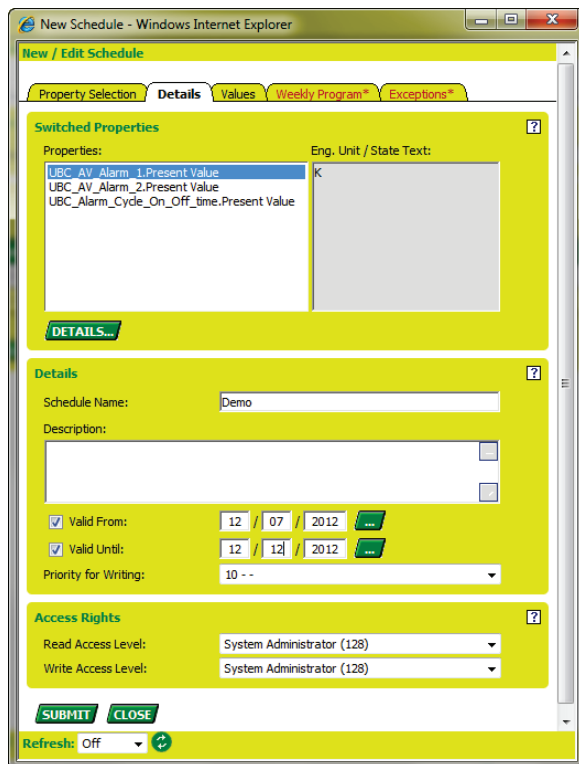 New Schedule - Windows Internet Explorer
New / Edit Schedule
Property Selection Details Values Weekly Program* Exceptions*
Switched Properties ?
Properties: Eng. Unit / State Text:
UBC_AV_Alarm_1.Present Value K
UBC_AV_Alarm_2.Present Value
UBC_Alarm_Cycle_On_Off_time.Present Value
DETAILS...
Details ?
Schedule Name: Demo
Description:
...
Valid From: 12 / 07 / 2012 ...
Valid Until: 12 / 12 / 2012 ...
Priority for Writing: 10 - -
Access Rights ?
Read Access Level: System Administrator (128)
Write Access Level: System Administrator (128)
SUBMIT CLOSE
Refresh: Off